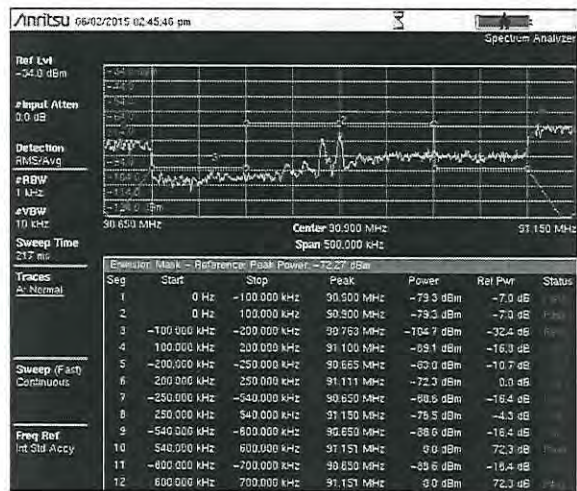 Anritsu 06/02/2015 02:45:46 pm
Spectrum Analyzer
Ref Lvl
-34.0 dBm
#Input Atten
0.0 dB
Detection
RMS/Avg
#RBW
1 kHz
#VBW
10 kHz
Sweep Time
217 ms
Traces
A: Normal
Sweep (Fast)
Continuous
Freq Ref
Int Std Accy
90.650 MHz Center 90.900 MHz 91.150 MHz
Span 500.000 kHz
Emission Mask - Reference: Peak Power, -72.27 dBm
Seg Start Stop Peak Power Rel Pwr Status
1 0 Hz -100.000 kHz 90.900 MHz -79.3 dBm -7.0 dB
2 0 Hz 100.000 kHz 90.900 MHz -79.3 dBm -7.0 dB
3 -100.000 kHz -200.000 kHz 90.763 MHz -104.7 dBm -32.4 dB
4 100.000 kHz 200.000 kHz 91.100 MHz -89.1 dBm
5 -200.000 kHz -250.000 kHz 90.665 MHz -10.7 dB
6 200.000 kHz 250.000 kHz 91.111 MHz -72.3 dBm 0.0 dB
7 -250.000 kHz -540.000 kHz 90.650 MHz -88.6 dBm -16.4 dB
8 250.000 kHz 540.000 kHz 91.150 MHz -4.3 dB
9 -540.000 kHz -600.000 kHz 90.650 MHz -88.6 dBm -16.4 dB
10 540.000 kHz 600.000 kHz 91.151 MHz 0.0 dBm 72.3 dB
11 -600.000 kHz -700.000 kHz 90.650 MHz -88.6 dBm -16.4 dB
12 600.000 kHz 700.000 kHz 91.151 MHz 0.0 dBm 72.3 dB